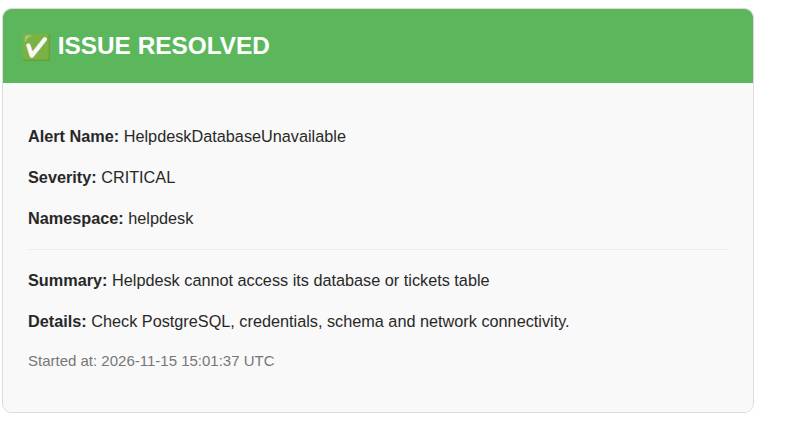 ✅ ISSUE RESOLVED
Alert Name: HelpdeskDatabaseUnavailable
Severity: CRITICAL
Namespace: helpdesk
Summary: Helpdesk cannot access its database or tickets table
Details: Check PostgreSQL, credentials, schema and network connectivity.
Started at: 2026-11-15 15:01:37 UTC